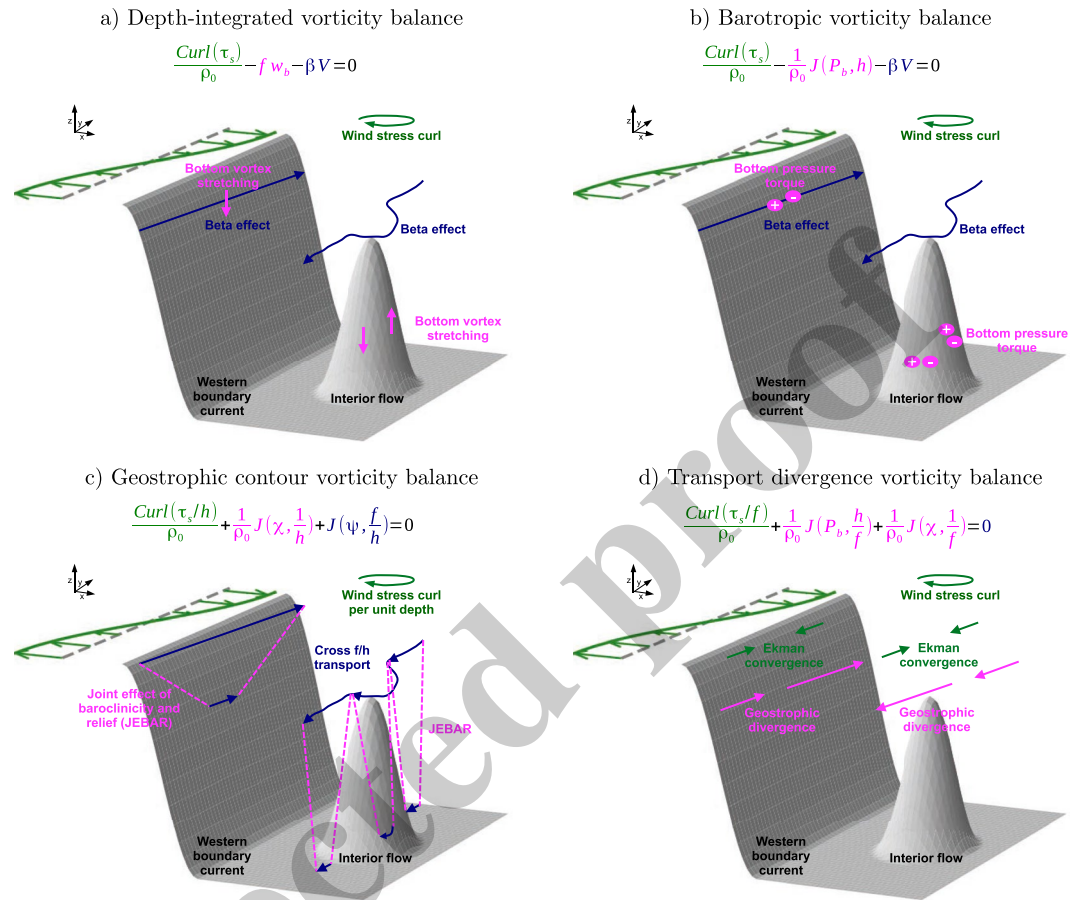 a) Depth-integrated vorticity balance
Curl(τs)/ρ0 − f wb − βV = 0
z
y
x
Wind stress curl
Bottom vortex
stretching
Beta effect
Beta effect
Bottom vortex
stretching
Western
boundary
current
Interior flow
b) Barotropic vorticity balance
Curl(τs)/ρ0 − 1/ρ0 J(Pb, h) − βV = 0
z
y
x
Wind stress curl
Bottom pressure
torque
+ -
Beta effect
Beta effect
+
-
Bottom pressure
torque
+ -
Western
boundary
current
Interior flow
c) Geostrophic contour vorticity balance
Curl(τs/h)/ρ0 + 1/ρ0 J(χ, 1/h) + J(ψ, f/h) = 0
z
y
x
Wind stress curl
per unit depth
Cross f/h
transport
Joint effect of
baroclinicity and
relief (JEBAR)
JEBAR
Western
boundary
current
Interior flow
d) Transport divergence vorticity balance
Curl(τs/f)/ρ0 + 1/ρ0 J(Pb, h/f) + 1/ρ0 J(χ, 1/f) = 0
z
y
x
Wind stress curl
Ekman
convergence
Ekman
convergence
Geostrophic
divergence
Geostrophic
divergence
Western
boundary
current
Interior flow
cted proof